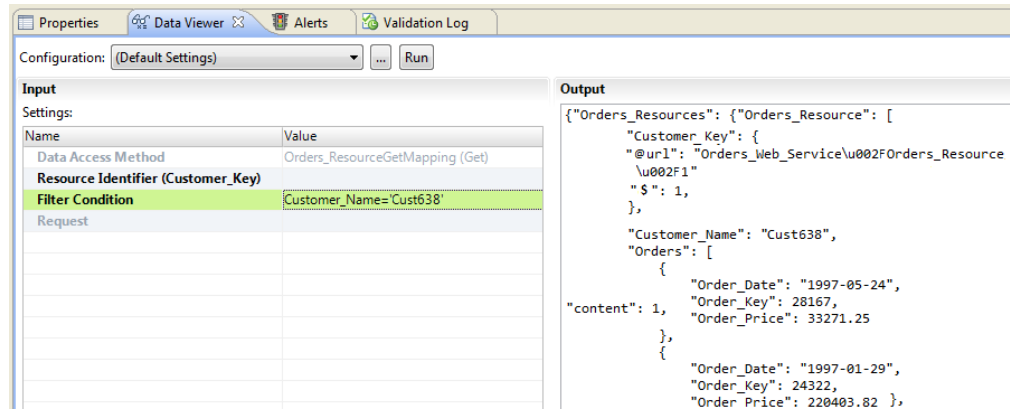 Properties Data Viewer Alerts Validation Log
Configuration: (Default Settings) ... Run
Input
Settings:
Name Value
Data Access Method Orders_ResourceGetMapping (Get)
Resource Identifier (Customer_Key)
Filter Condition Customer_Name='Cust638'
Request
Output
{"Orders_Resources": {"Orders_Resource": [
"Customer_Key": {
"@url": "Orders_Web_Service\u002FOrders_Resource
\u002F1"
"$": 1,
},
"Customer_Name": "Cust638",
"Orders": [
{
"Order_Date": "1997-05-24",
"content": 1, "Order_Key": 28167,
"Order_Price": 33271.25
},
{
"Order_Date": "1997-01-29",
"Order_Key": 24322,
"Order_Price": 220403.82 },